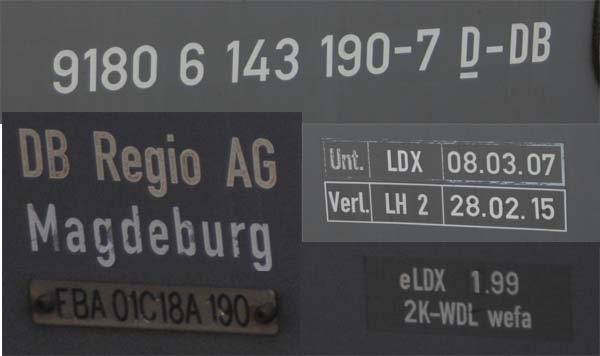 9180 6 143 190-7 D-DB
DB Regio AG
Magdeburg
EBA 01C18A 190
Unt. LDX 08.03.07
Verl. LH 2 28.02.15
eLDX 1.99
2K-WDL wefa